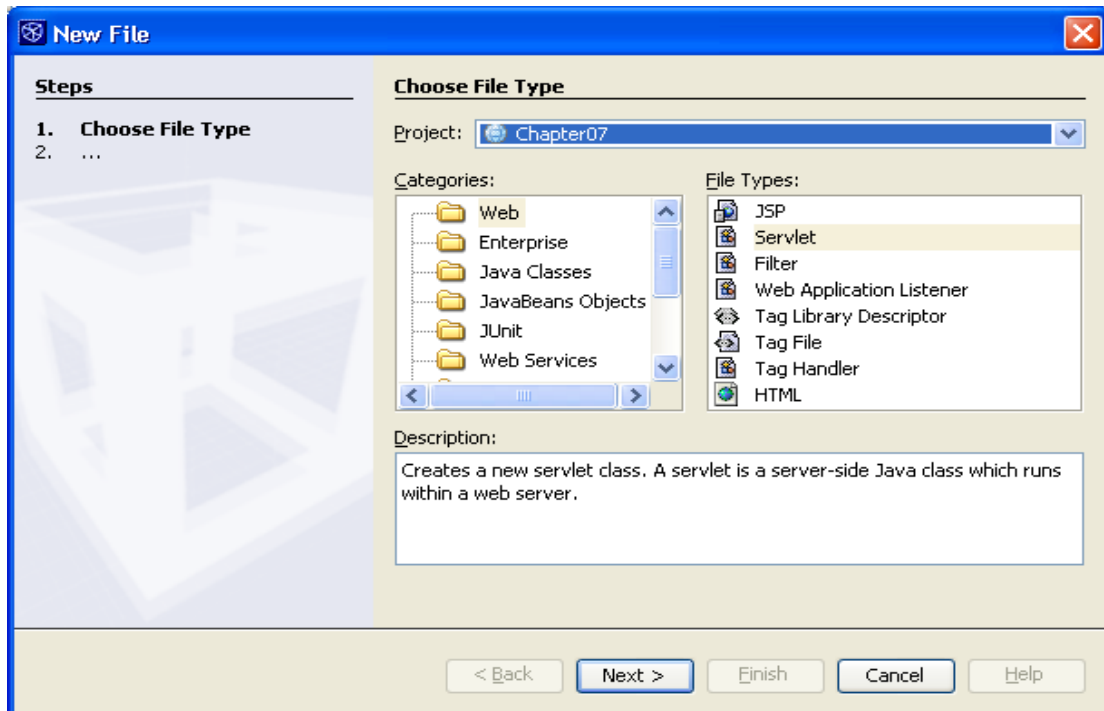 New File
Steps
1. Choose File Type
2. ...
Choose File Type
Project: Chapter07
Categories:
Web
Enterprise
Java Classes
JavaBeans Objects
JUnit
Web Services
File Types:
JSP
Servlet
Filter
Web Application Listener
Tag Library Descriptor
Tag File
Tag Handler
HTML
Description:
Creates a new servlet class. A servlet is a server-side Java class which runs
within a web server.
< Back Next > Finish Cancel Help